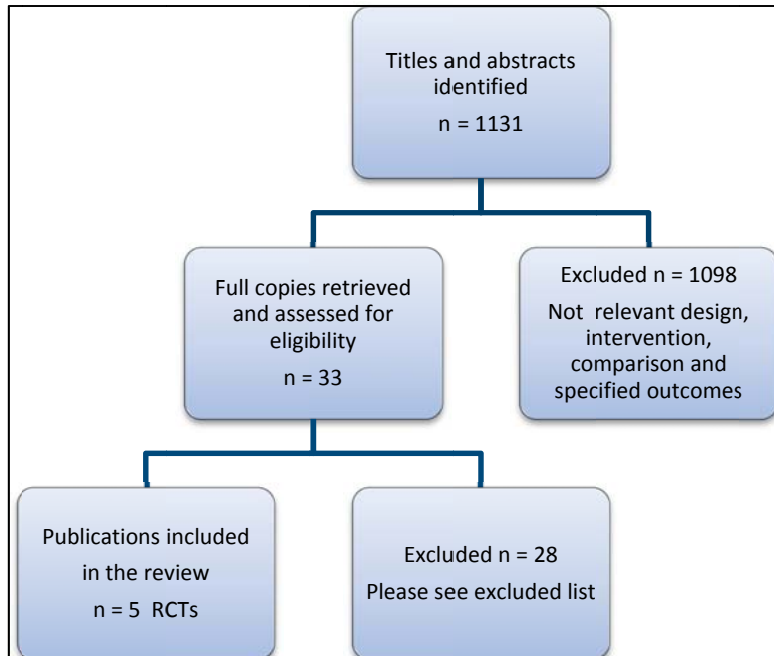 Titles and abstracts
identified
n = 1131
Full copies retrieved
and assessed for
eligibility
n = 33
Excluded n = 1098
Not relevant design,
intervention,
comparison and
specified outcomes
Publications included
in the review
n = 5 RCTs
Excluded n = 28
Please see excluded list